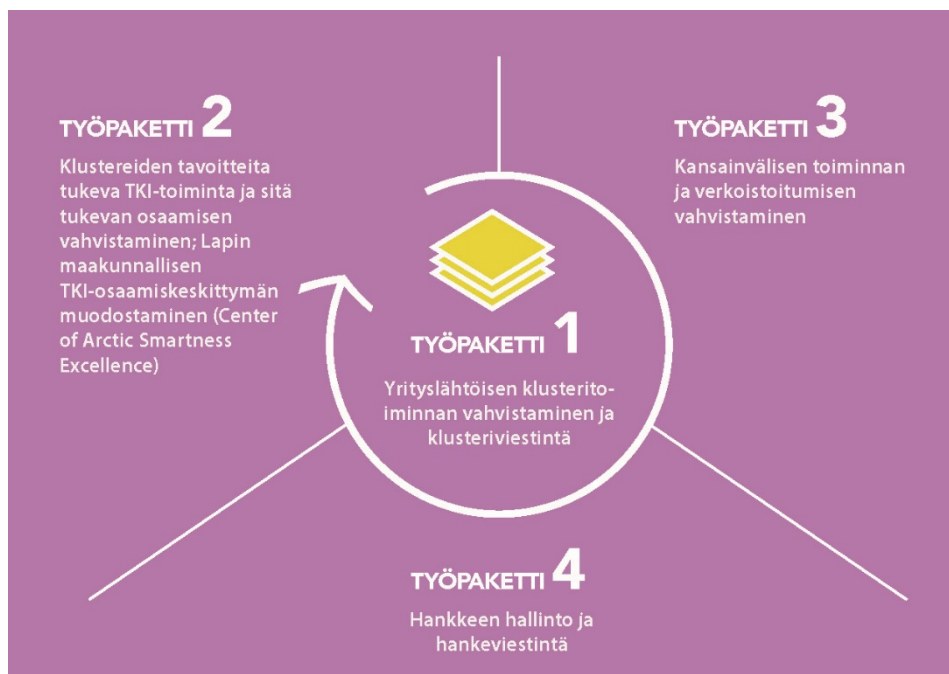 TYÖPAKETTI 2
Klustereiden tavoitteita
tukeva TKI-toiminta ja sitä
tukevan osaamisen
vahvistaminen; Lapin
maakunnallisen
TKI-osaamiskeskittymän
muodostaminen (Center
of Arctic Smartness
Excellence)
TYÖPAKETTI 3
Kansainvälisen toiminnan
ja verkoistoitumisen
vahvistaminen
TYÖPAKETTI 1
Yrityslähtöisen klusterito-
iminnan vahvistaminen ja
klusteriviestintä
TYÖPAKETTI 4
Hankkeen hallinto ja
hankeviestintä